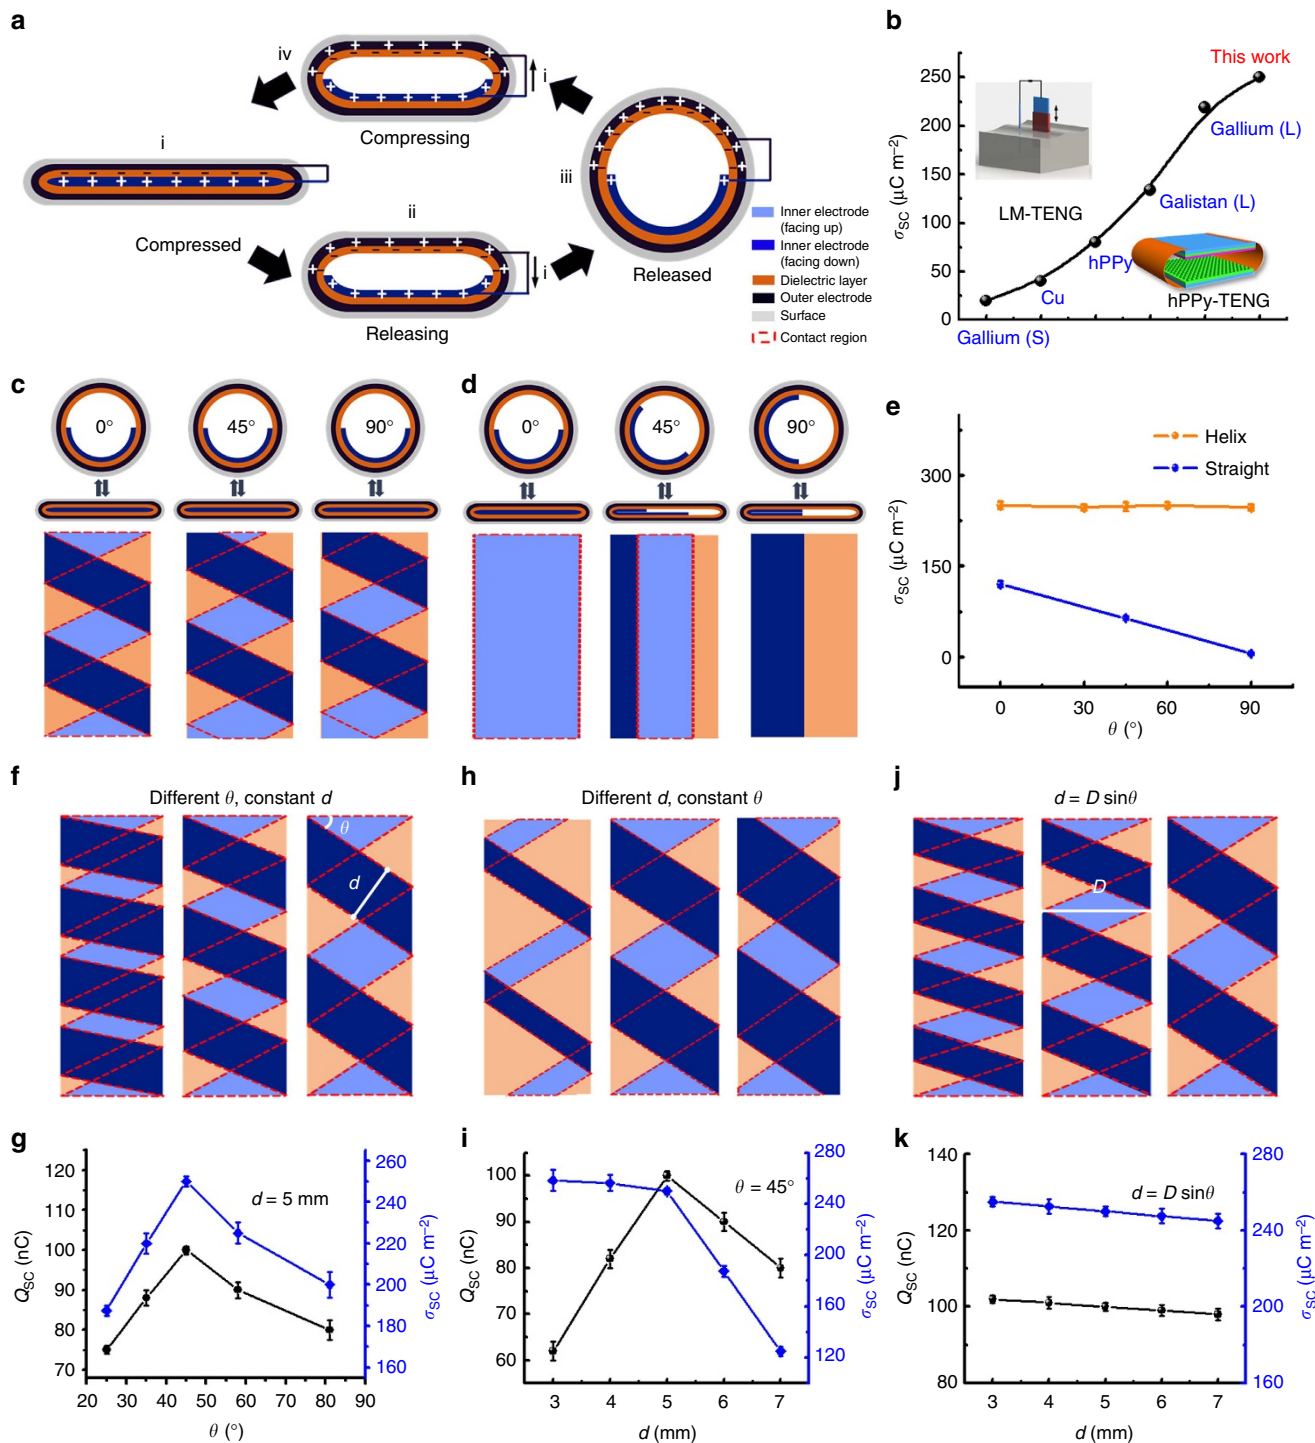 a
iv
i
Compressing
i
ii
iii
Compressed
i
Releasing
Released
Inner electrode
(facing up)
Inner electrode
(facing down)
Dielectric layer
Outer electrode
Surface
Contact region
b
This work
250
200
150
100
50
0
σSC (μC m−2)
LM-TENG
Gallium (L)
Galistan (L)
hPPy
hPPy-TENG
Cu
Gallium (S)
c
0°
45°
90°
d
0°
45°
90°
e
Helix
Straight
300
150
0
σSC (μC m−2)
0
30
60
90
θ (°)
f
Different θ, constant d
θ
d
h
Different d, constant θ
j
d = D sinθ
D
g
120
110
100
90
80
70
QSC (nC)
d = 5 mm
260
240
220
200
180
160
σSC (μC m−2)
20
30
40
50
60
70
80
90
θ (°)
i
100
90
80
70
60
QSC (nC)
θ = 45°
280
240
200
160
120
σSC (μC m−2)
3
4
5
6
7
d (mm)
k
140
120
100
80
QSC (nC)
d = D sinθ
280
240
200
160
σSC (μC m−2)
3
4
5
6
7
d (mm)